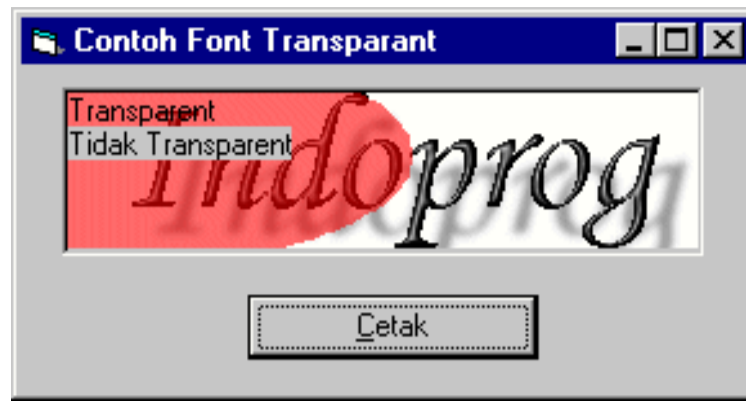 Contoh Font Transparant
Transparent
Tidak Transparent
Indoprog
Cetak